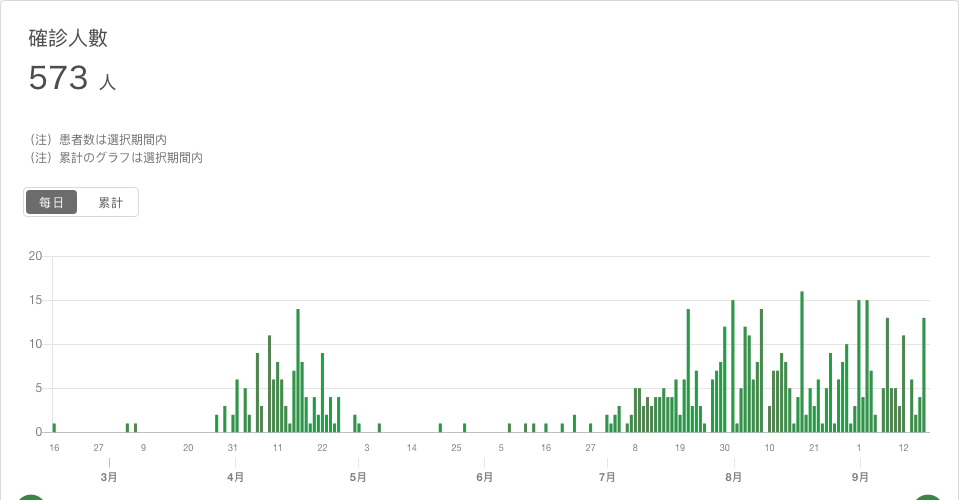 確診人數
573 人
（注）患者数は選択期間内
（注）累計のグラフは選択期間内
每日 累計
20
15
10
5
0
16 27 9 20 31 11 22 3 14 25 5 16 27 8 19 30 10 21 1 12
3月 4月 5月 6月 7月 8月 9月